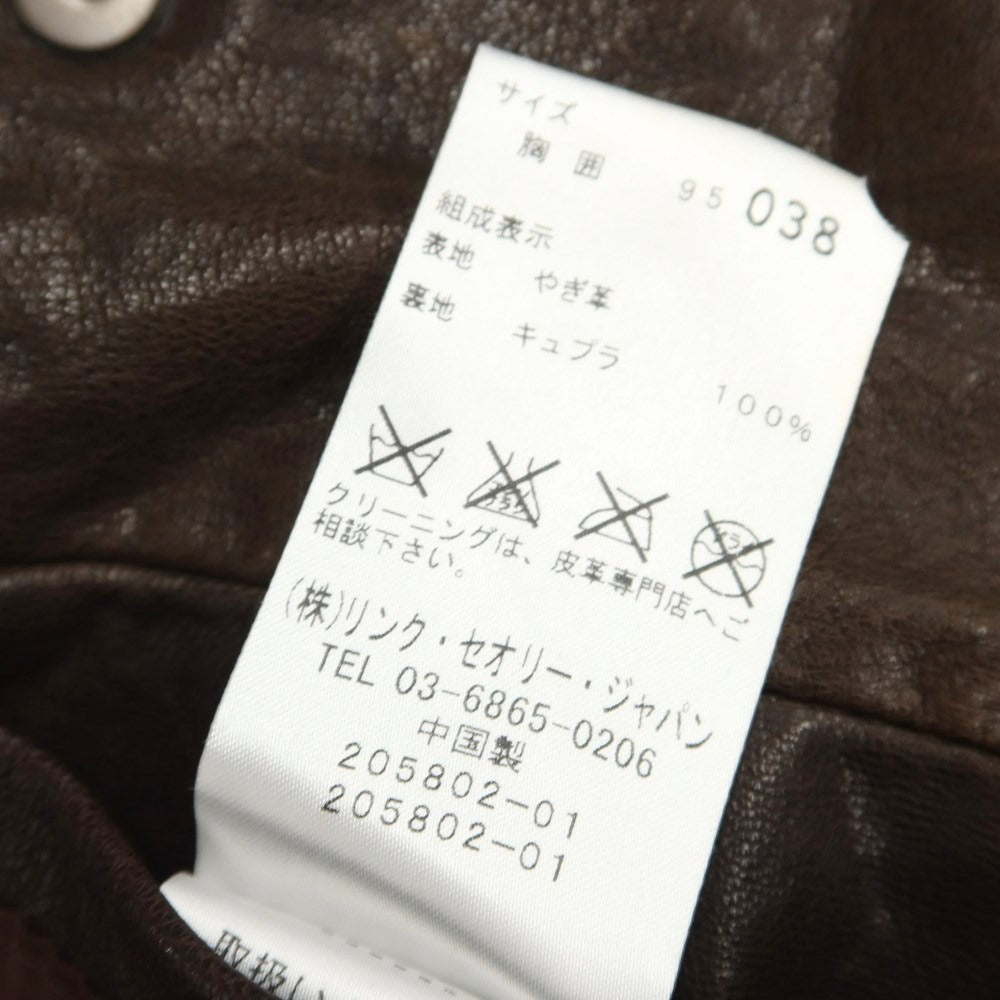 サイズ
胸囲 95 038
組成表示
表地 やぎ革
裏地 キュプラ
100%
クリーニングは、皮革専門店へご
相談下さい。
(株)リンク・セオリー・ジャパン
TEL 03-6865-0206
中国製
205802-01
205802-01
取扱い